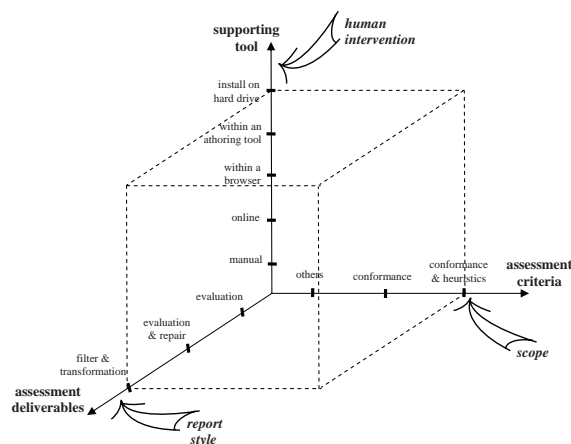 supporting
tool
human
intervention
install on
hard drive
within an
athoring tool
within a
browser
online
manual
others
conformance
conformance
& heuristics
assessment
criteria
evaluation
evaluation
& repair
filter &
transformation
assessment
deliverables
scope
report
style